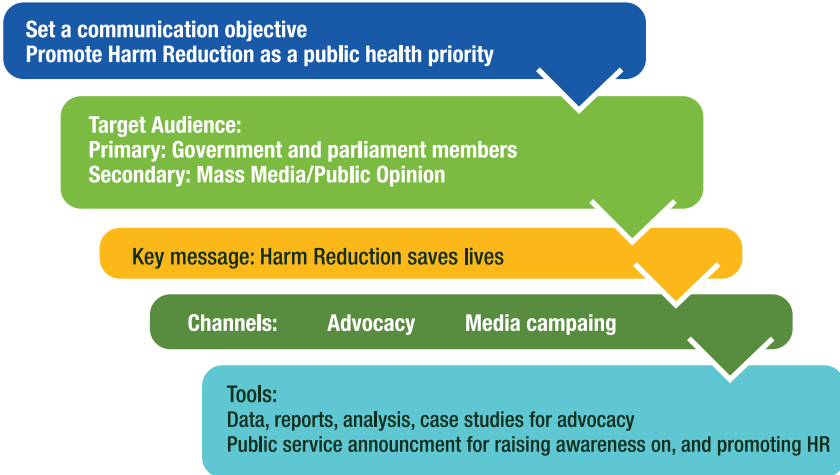 Set a communication objective
Promote Harm Reduction as a public health priority
Target Audience:
Primary: Government and parliament members
Secondary: Mass Media/Public Opinion
Key message: Harm Reduction saves lives
Channels: Advocacy Media campaing
Tools:
Data, reports, analysis, case studies for advocacy
Public service announcment for raising awareness on, and promoting HR